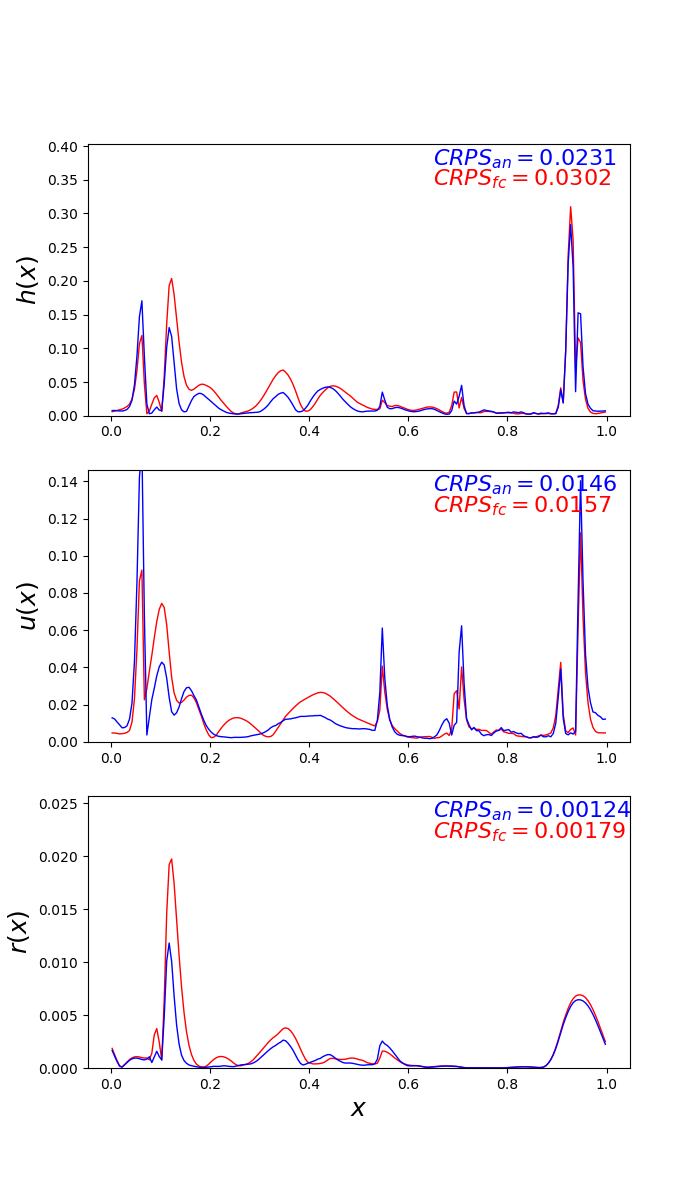 CRPS_an = 0.0231
CRPS_fc = 0.0302
0.40
0.35
0.30
0.25
0.20
0.15
0.10
0.05
0.00
h(x)
0.0 0.2 0.4 0.6 0.8 1.0
CRPS_an = 0.0146
CRPS_fc = 0.0157
0.14
0.12
0.10
0.08
0.06
0.04
0.02
0.00
u(x)
0.0 0.2 0.4 0.6 0.8 1.0
CRPS_an = 0.00124
CRPS_fc = 0.00179
0.025
0.020
0.015
0.010
0.005
0.000
r(x)
0.0 0.2 0.4 0.6 0.8 1.0
x